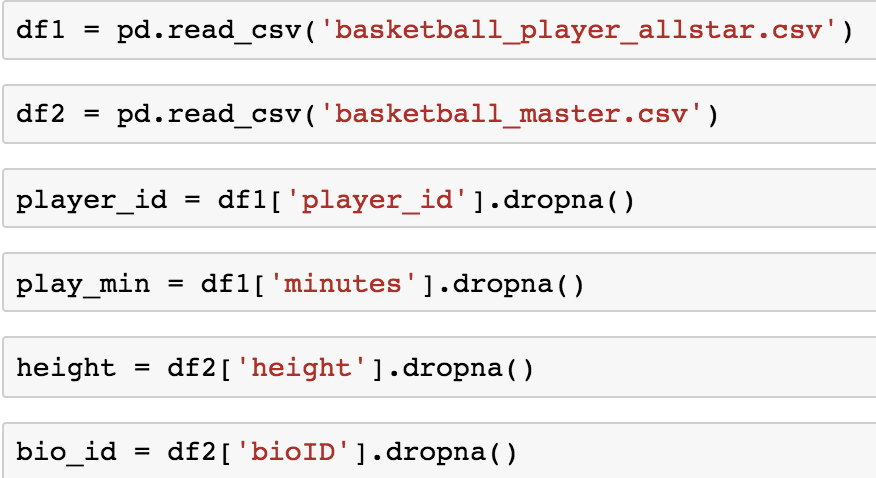 df1 = pd.read_csv('basketball_player_allstar.csv')
df2 = pd.read_csv('basketball_master.csv')
player_id = df1['player_id'].dropna()
play_min = df1['minutes'].dropna()
height = df2['height'].dropna()
bio_id = df2['bioID'].dropna()